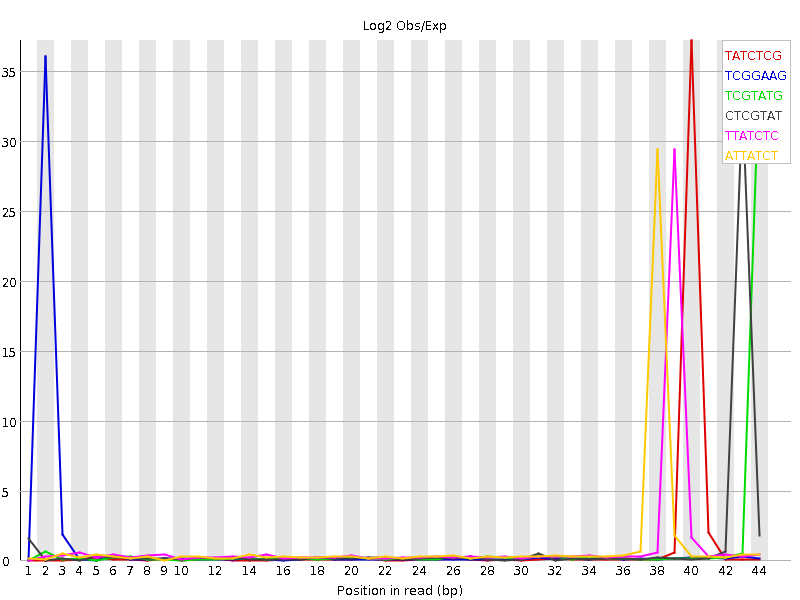 Log2 Obs/Exp
35
30
25
20
15
10
5
0
TATCTCG
TCGGAAG
TCGTATG
CTCGTAT
TTATCTC
ATTATCT
1 2 3 4 5 6 7 8 9 10 12 14 16 18 20 22 24 26 28 30 32 34 36 38 40 42 44
Position in read (bp)